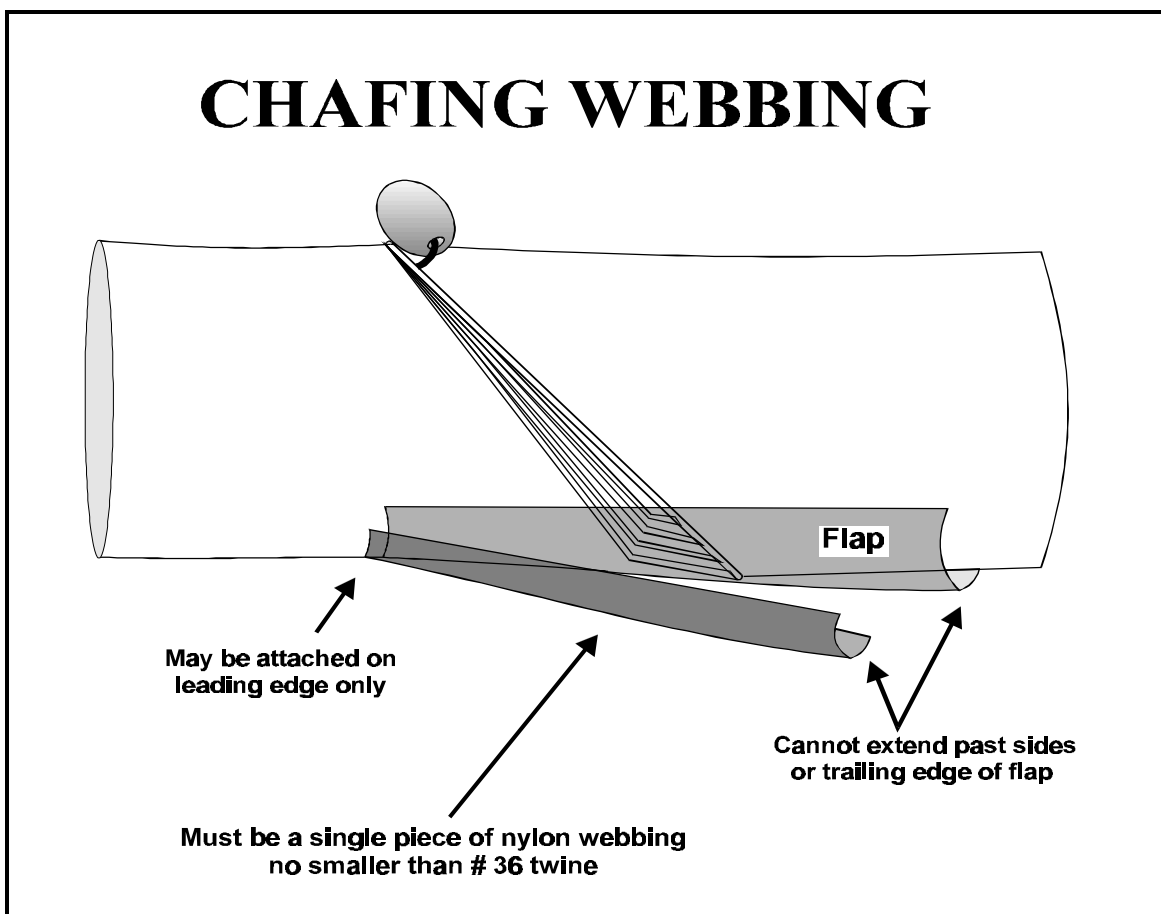 CHAFING WEBBING
Flap
May be attached on
leading edge only
Cannot extend past sides
or trailing edge of flap
Must be a single piece of nylon webbing
no smaller than # 36 twine